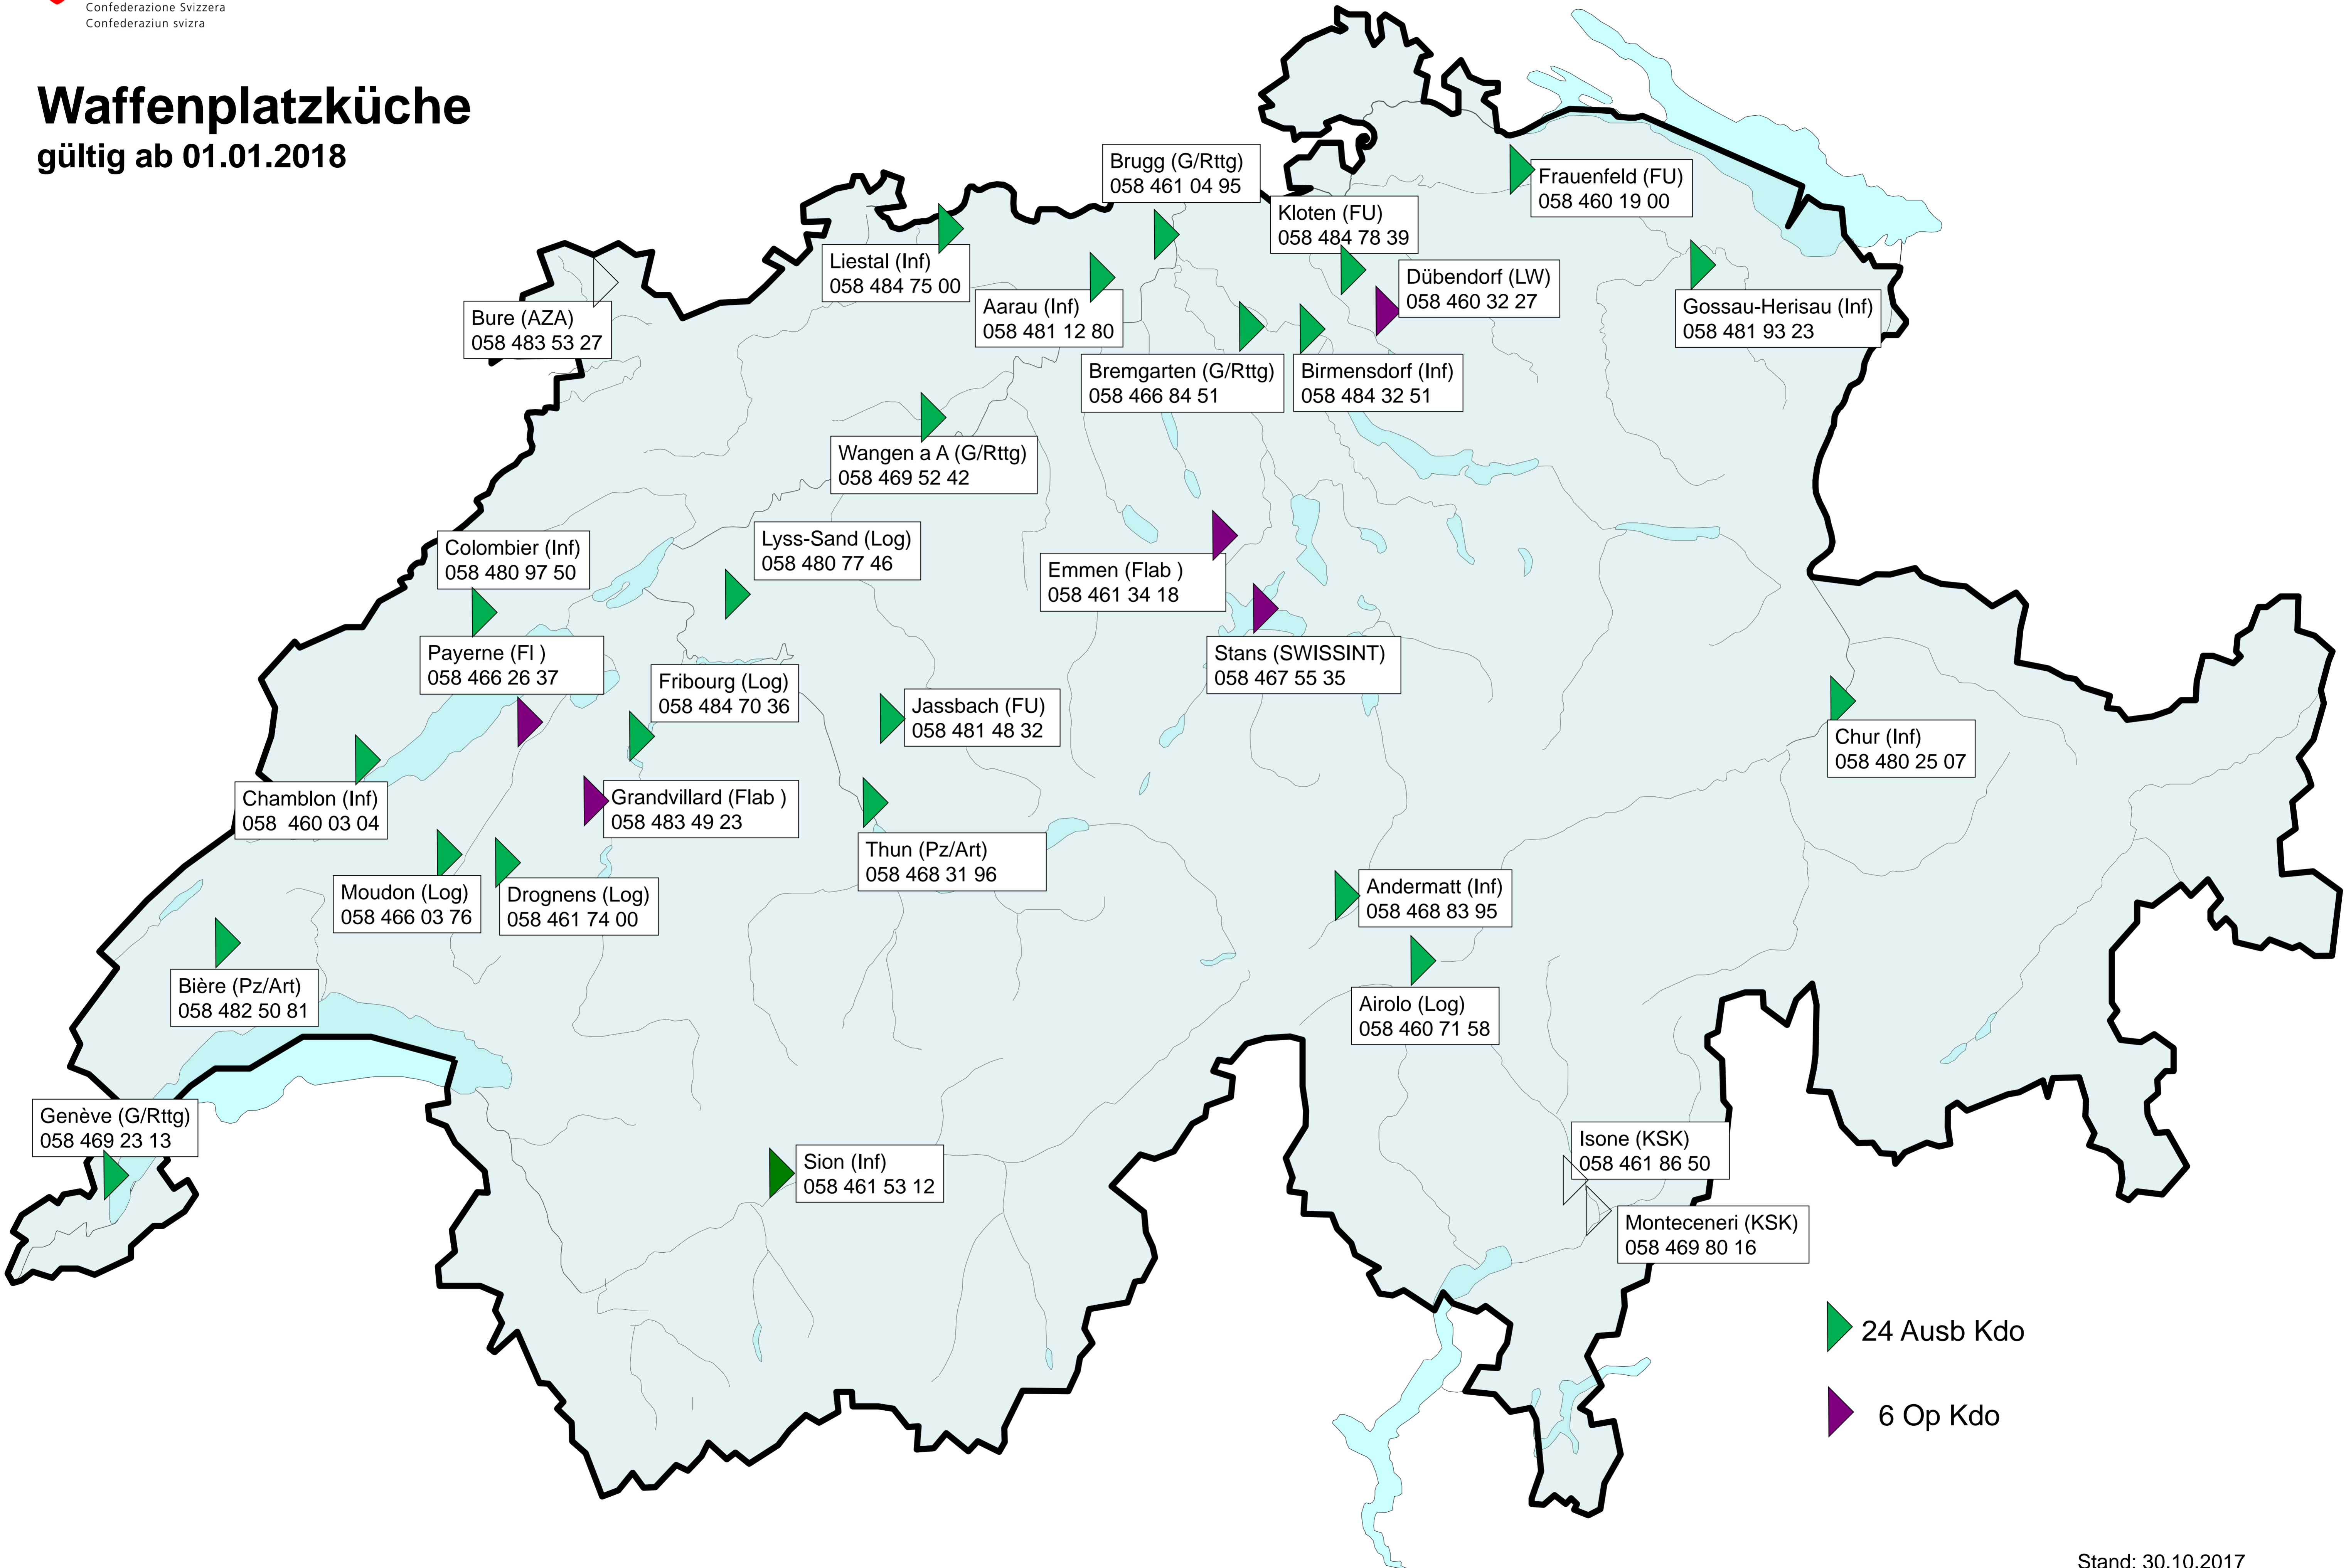 Confederazione Svizzera
Confederaziun svizra
Waffenplatzküche
gültig ab 01.01.2018
Brugg (G/Rttg)
058 461 04 95
Frauenfeld (FU)
058 460 19 00
Kloten (FU)
058 484 78 39
Liestal (Inf)
058 484 75 00
Dübendorf (LW)
058 460 32 27
Aarau (Inf)
058 481 12 80
Gossau-Herisau (Inf)
058 481 93 23
Bure (AZA)
058 483 53 27
Bremgarten (G/Rttg)
058 466 84 51
Birmensdorf (Inf)
058 484 32 51
Wangen a A (G/Rttg)
058 469 52 42
Lyss-Sand (Log)
058 480 77 46
Colombier (Inf)
058 480 97 50
Emmen (Flab )
058 461 34 18
Payerne (Fl )
058 466 26 37
Stans (SWISSINT)
058 467 55 35
Fribourg (Log)
058 484 70 36
Jassbach (FU)
058 481 48 32
Chur (Inf)
058 480 25 07
Chamblon (Inf)
058  460 03 04
Grandvillard (Flab )
058 483 49 23
Thun (Pz/Art)
058 468 31 96
Moudon (Log)
058 466 03 76
Drognens (Log)
058 461 74 00
Andermatt (Inf)
058 468 83 95
Bière (Pz/Art)
058 482 50 81
Airolo (Log)
058 460 71 58
Genève (G/Rttg)
058 469 23 13
Isone (KSK)
058 461 86 50
Sion (Inf)
058 461 53 12
Monteceneri (KSK)
058 469 80 16
24 Ausb Kdo
6 Op Kdo
Stand: 30.10.2017